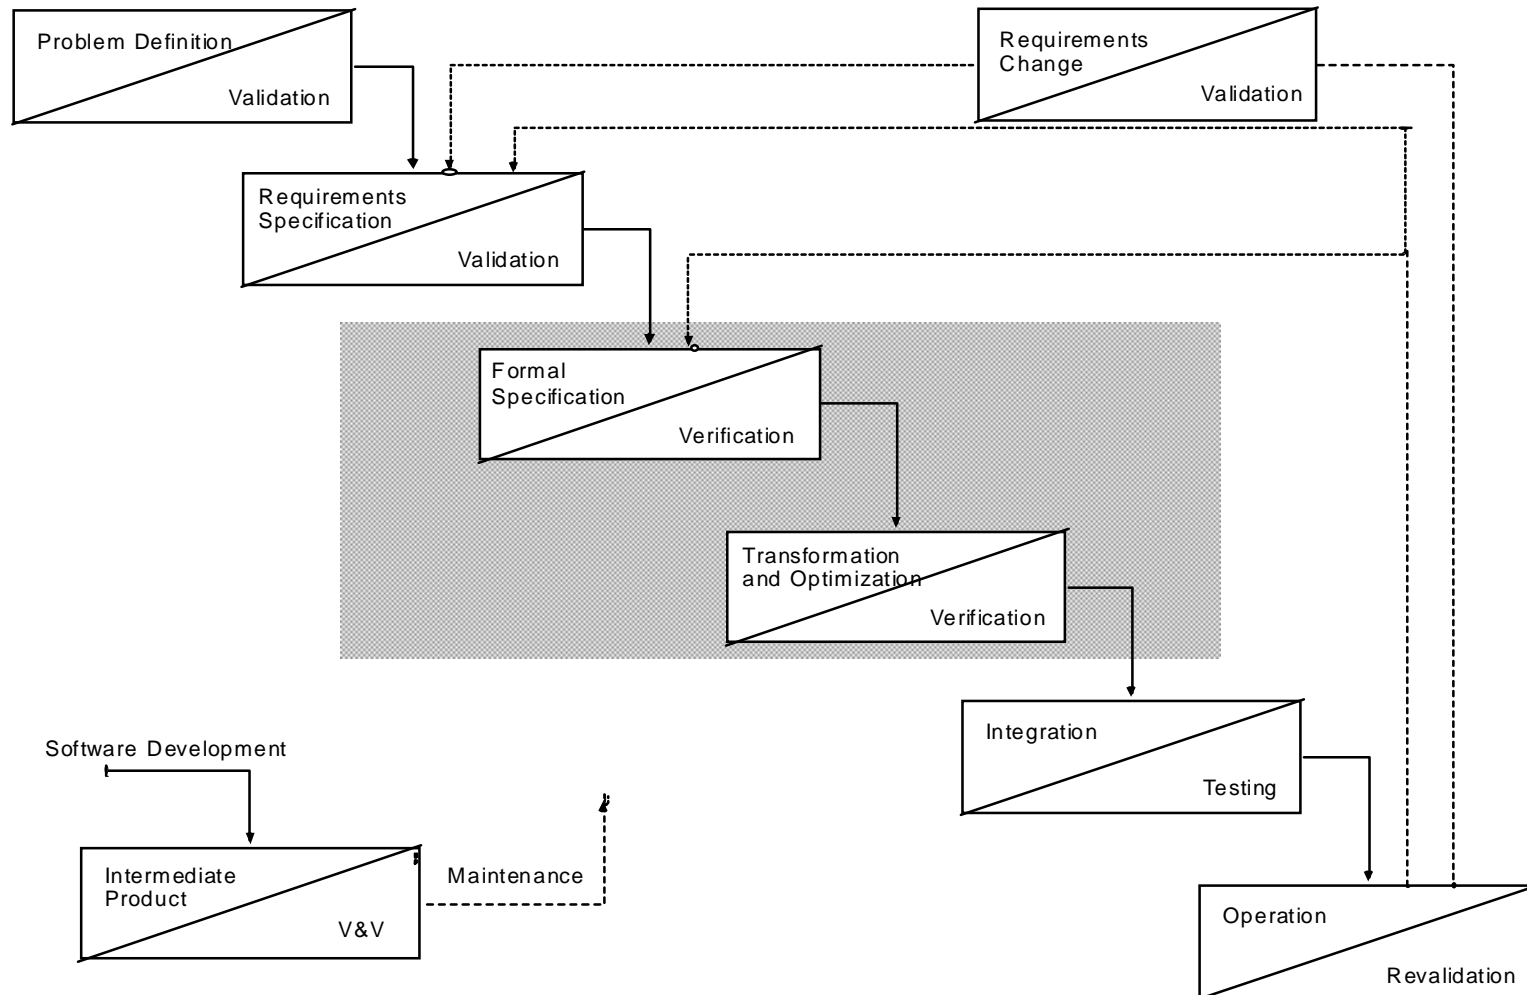 Problem Definition
Validation
Requirements
Change
Validation
Requirements
Specification
Validation
Formal
Specification
Verification
Transformation
and Optimization
Verification
Integration
Testing
Software Development
Intermediate
Product
V&V
Maintenance
Operation
Revalidation